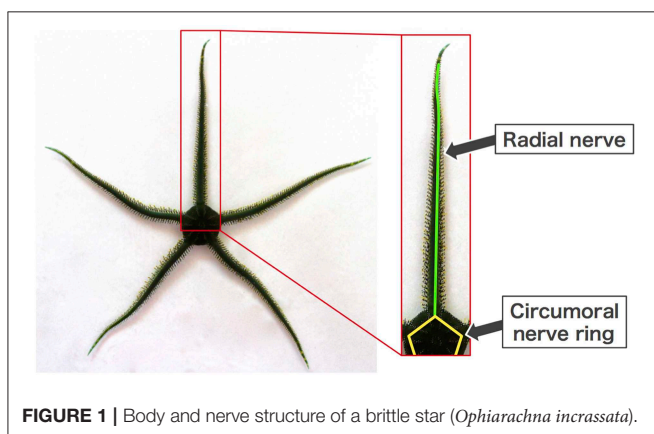 Radial nerve
Circumoral
nerve ring
FIGURE 1 | Body and nerve structure of a brittle star (Ophiarachna incrassata).